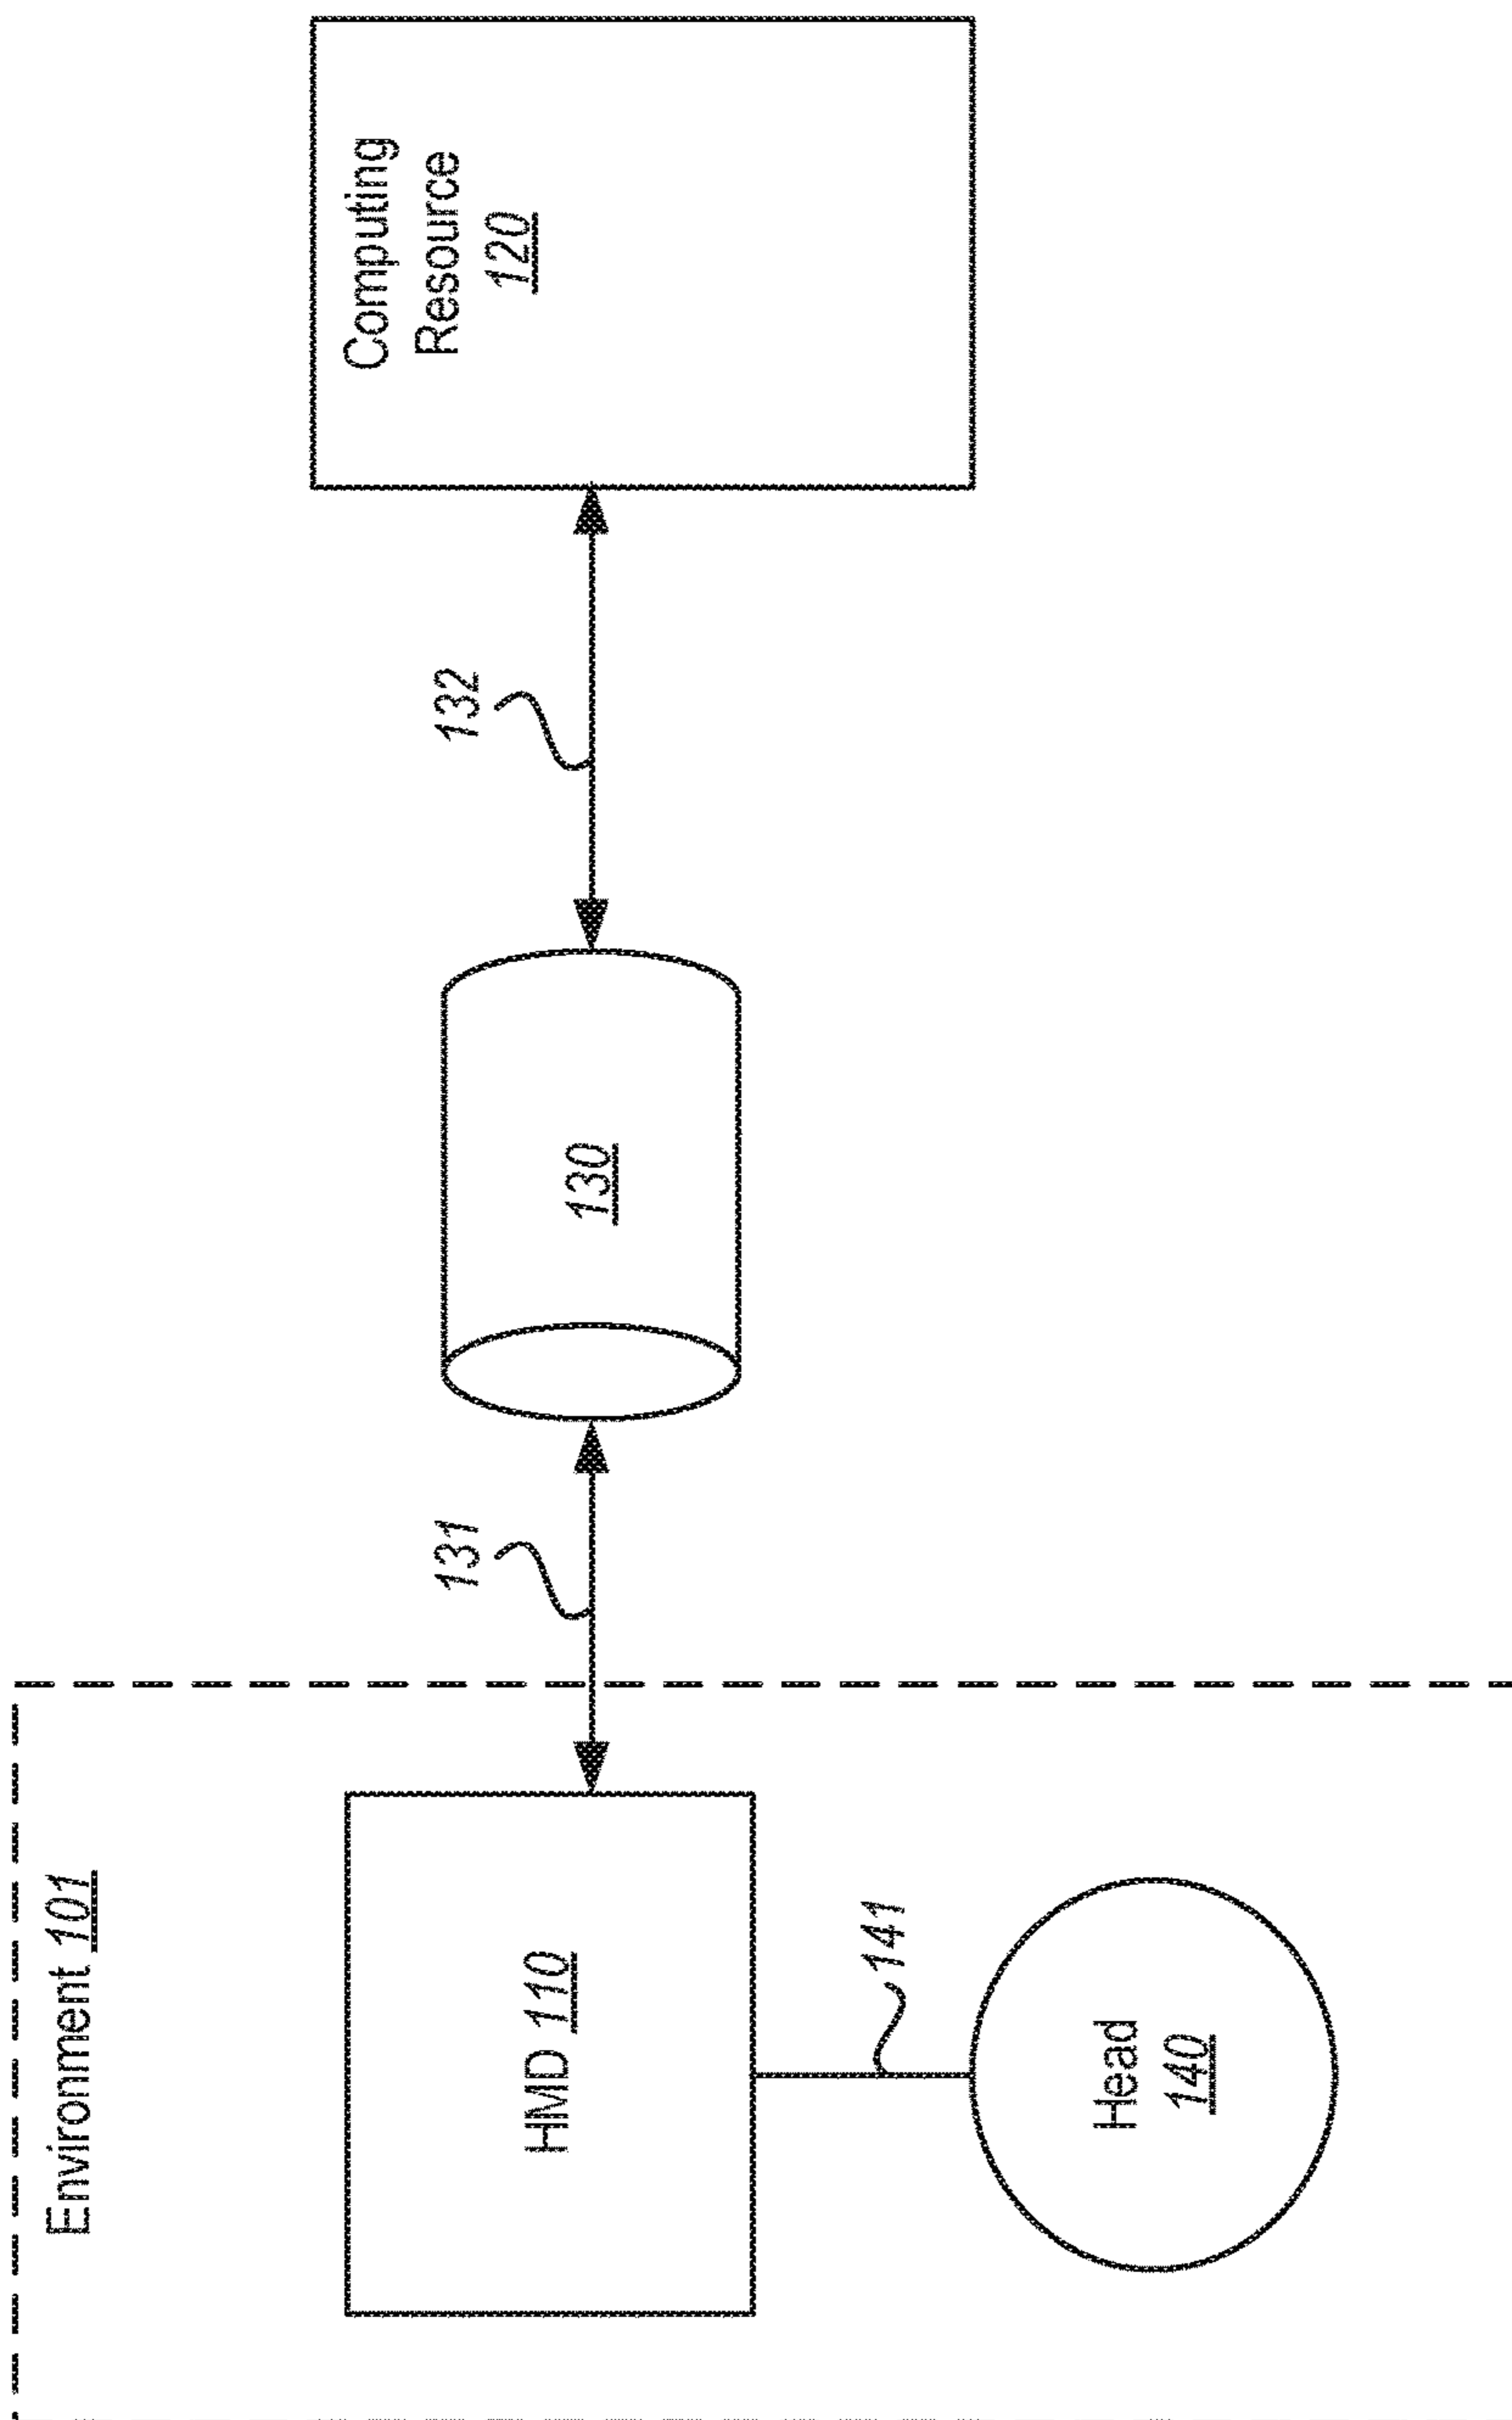 Environment 101
HMD 110
131
130
132
Computing
Resource
120
141
Head
140